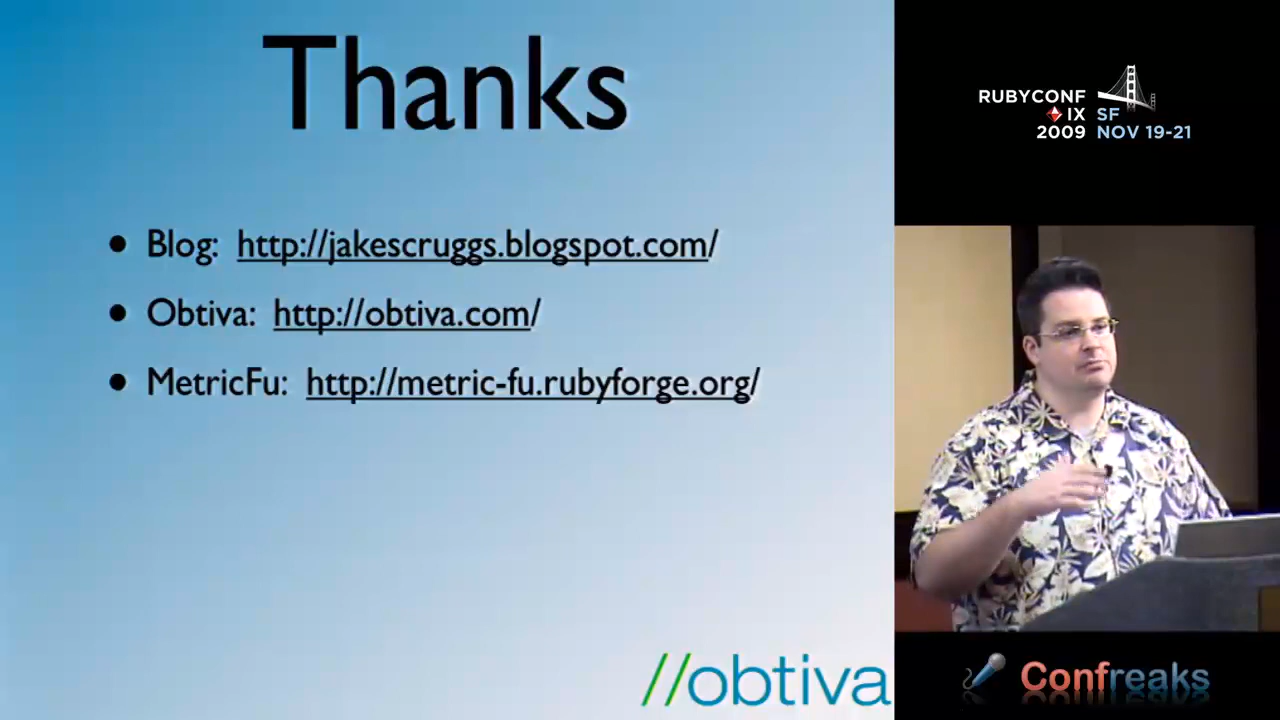 Thanks
• Blog: http://jakescruggs.blogspot.com/
• Obtiva: http://obtiva.com/
• MetricFu: http://metric-fu.rubyforge.org/
//obtiva
RUBYCONF
IX SF
2009 NOV 19-21
Confreaks